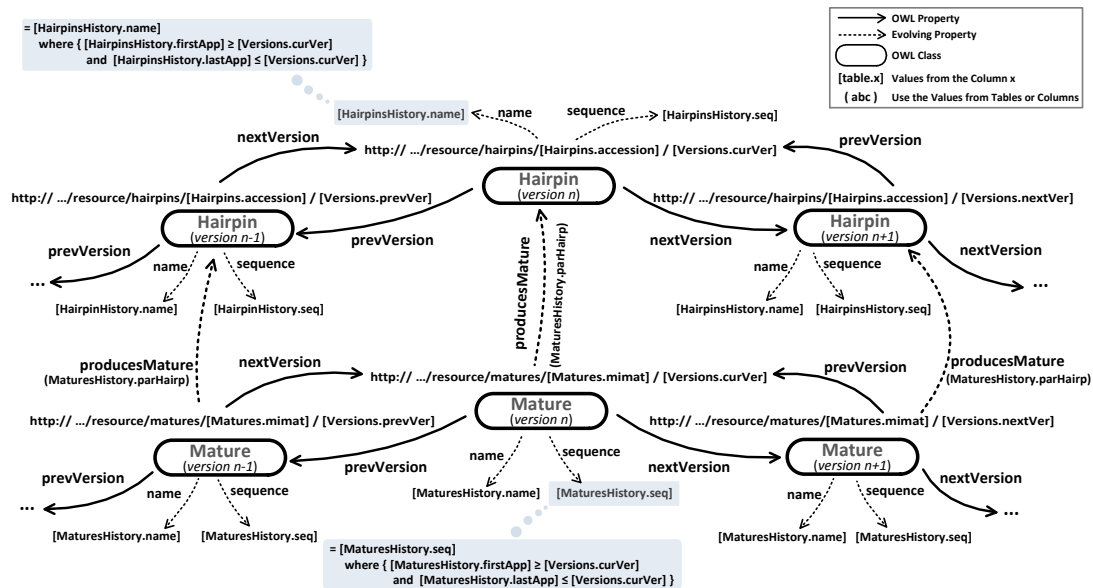 = [HairpinsHistory.name]
where { [HairpinsHistory.firstApp] ≥ [Versions.curVer]
and [HairpinsHistory.lastApp] ≤ [Versions.curVer] }
OWL Property
Evolving Property
OWL Class
[table.x] Values from the Column x
( abc ) Use the Values from Tables or Columns
[HairpinsHistory.name]
name
sequence
[HairpinsHistory.seq]
nextVersion
prevVersion
http:// .../resource/hairpins/[Hairpins.accession] / [Versions.curVer]
Hairpin
(version n)
http:// .../resource/hairpins/[Hairpins.accession] / [Versions.prevVer]
http:// .../resource/hairpins/[Hairpins.accession] / [Versions.nextVer]
Hairpin
(version n-1)
Hairpin
(version n+1)
prevVersion
prevVersion
nextVersion
nextVersion
name
sequence
name
sequence
...
...
[HairpinHistory.name]
[HairpinHistory.seq]
[HairpinsHistory.name]
[HairpinsHistory.seq]
producesMature
(MaturesHistory.parHairp)
producesMature
(MaturesHistory.parHairp)
producesMature
(MaturesHistory.parHairp)
nextVersion
prevVersion
http:// .../resource/matures/[Matures.mimat] / [Versions.curVer]
Mature
(version n)
http:// .../resource/matures/[Matures.mimat] / [Versions.prevVer]
http:// .../resource/matures/[Matures.mimat] / [Versions.nextVer]
Mature
(version n-1)
Mature
(version n+1)
prevVersion
prevVersion
nextVersion
nextVersion
name
sequence
name
sequence
name
sequence
...
...
[MaturesHistory.name]
[MaturesHistory.seq]
[MaturesHistory.name]
[MaturesHistory.seq]
[MaturesHistory.name]
[MaturesHistory.seq]
= [MaturesHistory.seq]
where { [MaturesHistory.firstApp] ≥ [Versions.curVer]
and [MaturesHistory.lastApp] ≤ [Versions.curVer] }